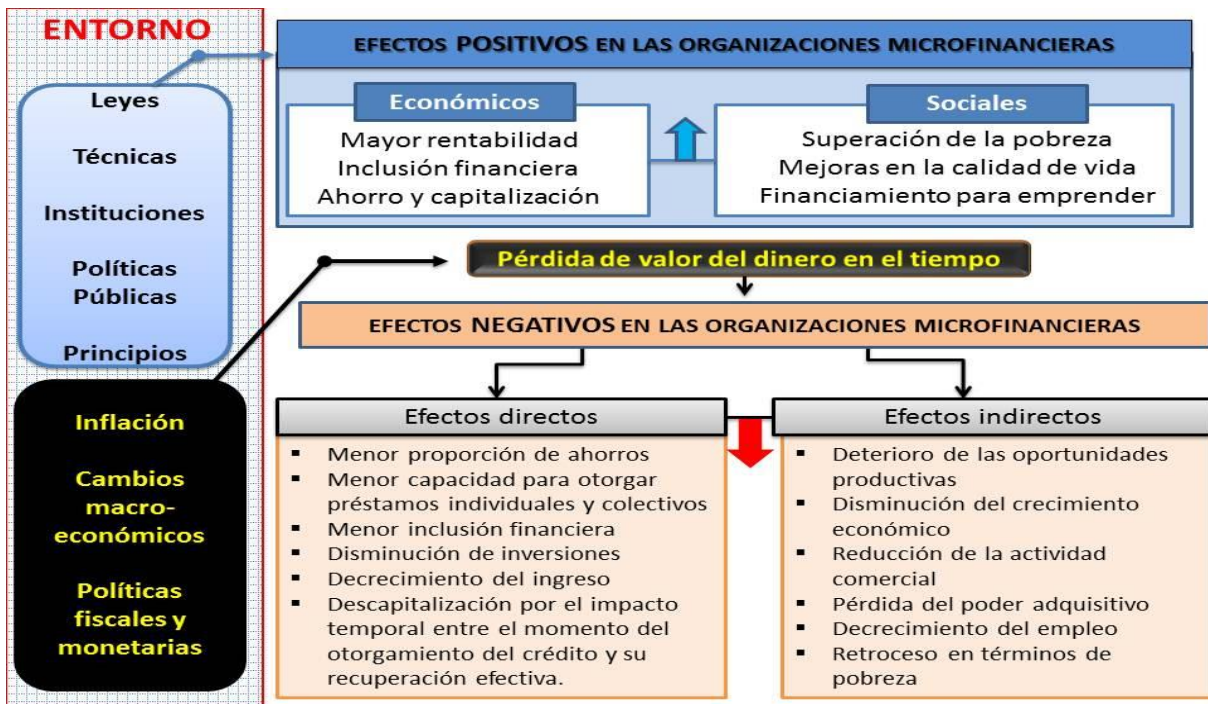 ENTORNO
Leyes
Técnicas
Instituciones
Políticas
Públicas
Principios
Inflación
Cambios
macro-
económicos
Políticas
fiscales y
monetarias
EFECTOS POSITIVOS EN LAS ORGANIZACIONES MICROFINANCIERAS
Económicos
Mayor rentabilidad
Inclusión financiera
Ahorro y capitalización
Sociales
Superación de la pobreza
Mejoras en la calidad de vida
Financiamiento para emprender
Pérdida de valor del dinero en el tiempo
EFECTOS NEGATIVOS EN LAS ORGANIZACIONES MICROFINANCIERAS
Efectos directos
▪ Menor proporción de ahorros
▪ Menor capacidad para otorgar
préstamos individuales y colectivos
▪ Menor inclusión financiera
▪ Disminución de inversiones
▪ Decrecimiento del ingreso
▪ Descapitalización por el impacto
temporal entre el momento del
otorgamiento del crédito y su
recuperación efectiva.
Efectos indirectos
▪ Deterioro de las oportunidades
productivas
▪ Disminución del crecimiento
económico
▪ Reducción de la actividad
comercial
▪ Pérdida del poder adquisitivo
▪ Decrecimiento del empleo
▪ Retroceso en términos de
pobreza